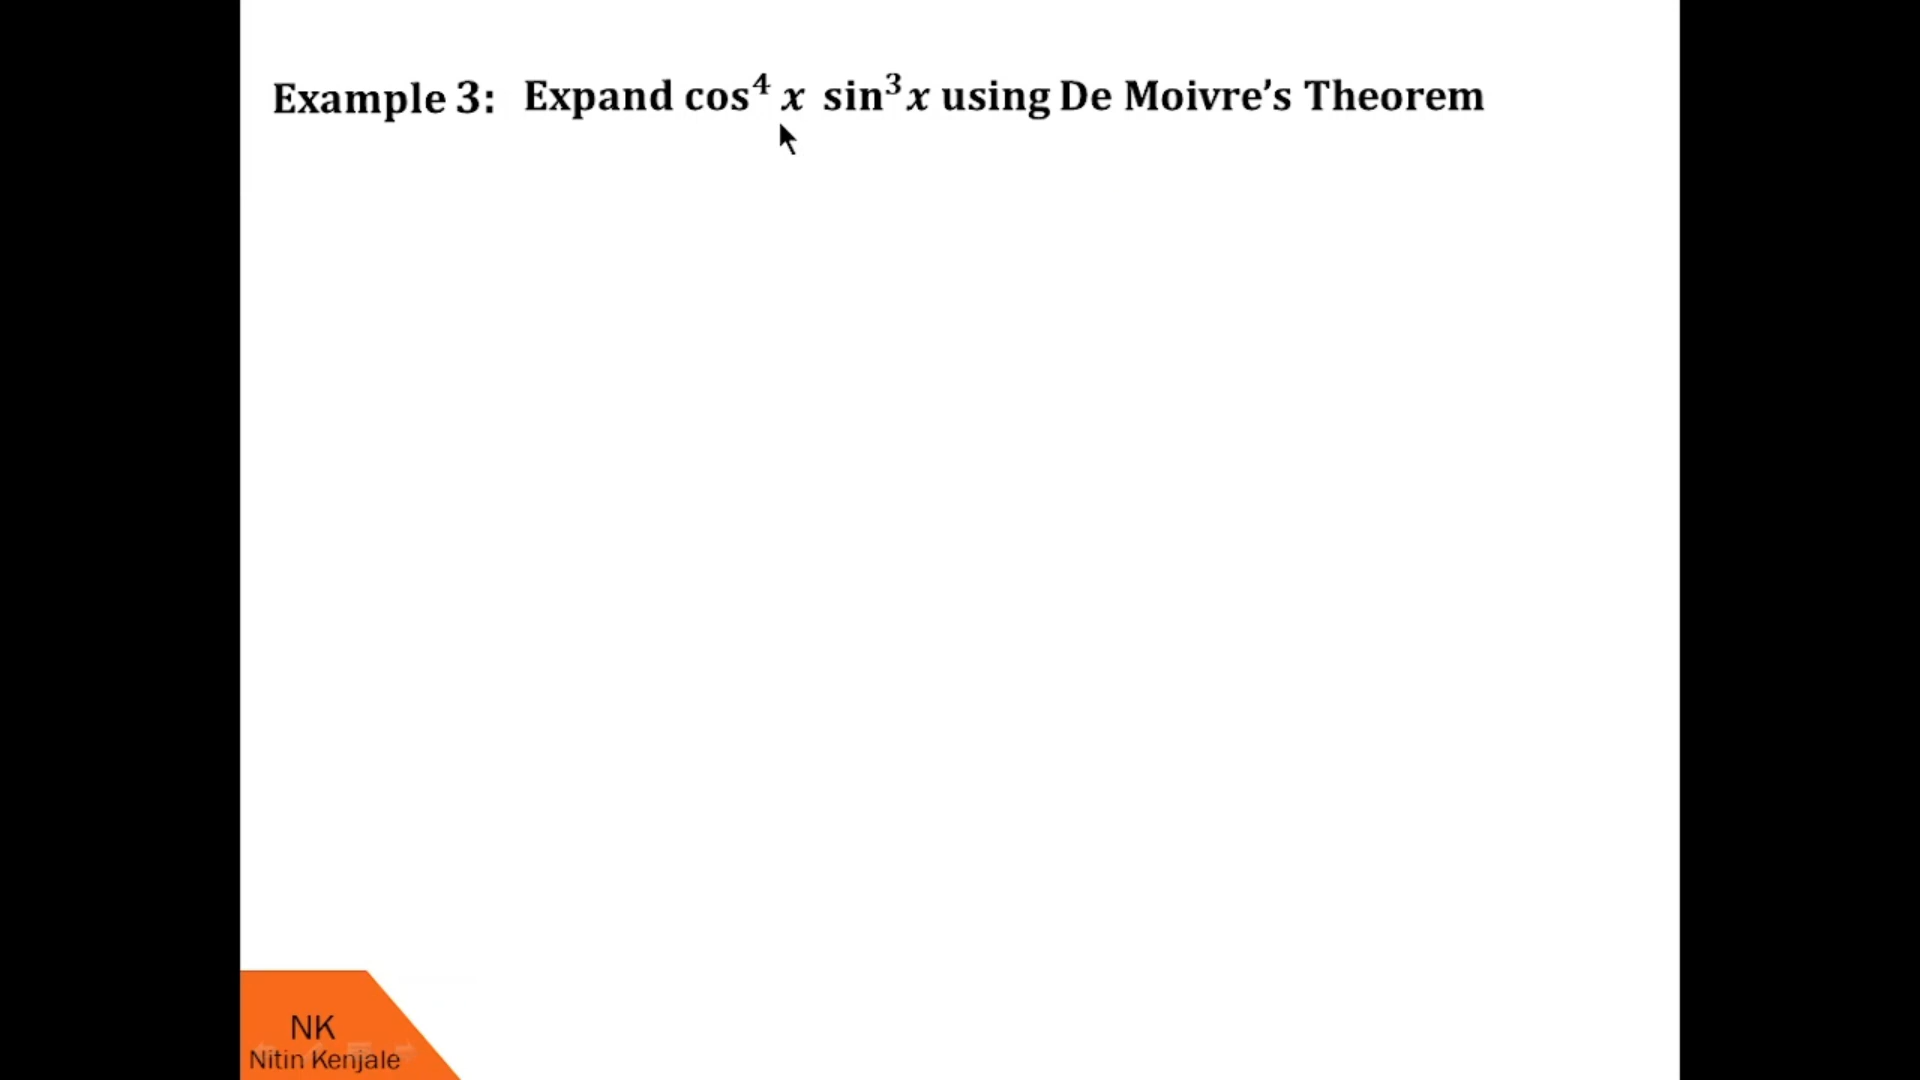 Example 3: Expand cos⁴ x sin³x using De Moivre’s Theorem
NK
Nitin Kenjale